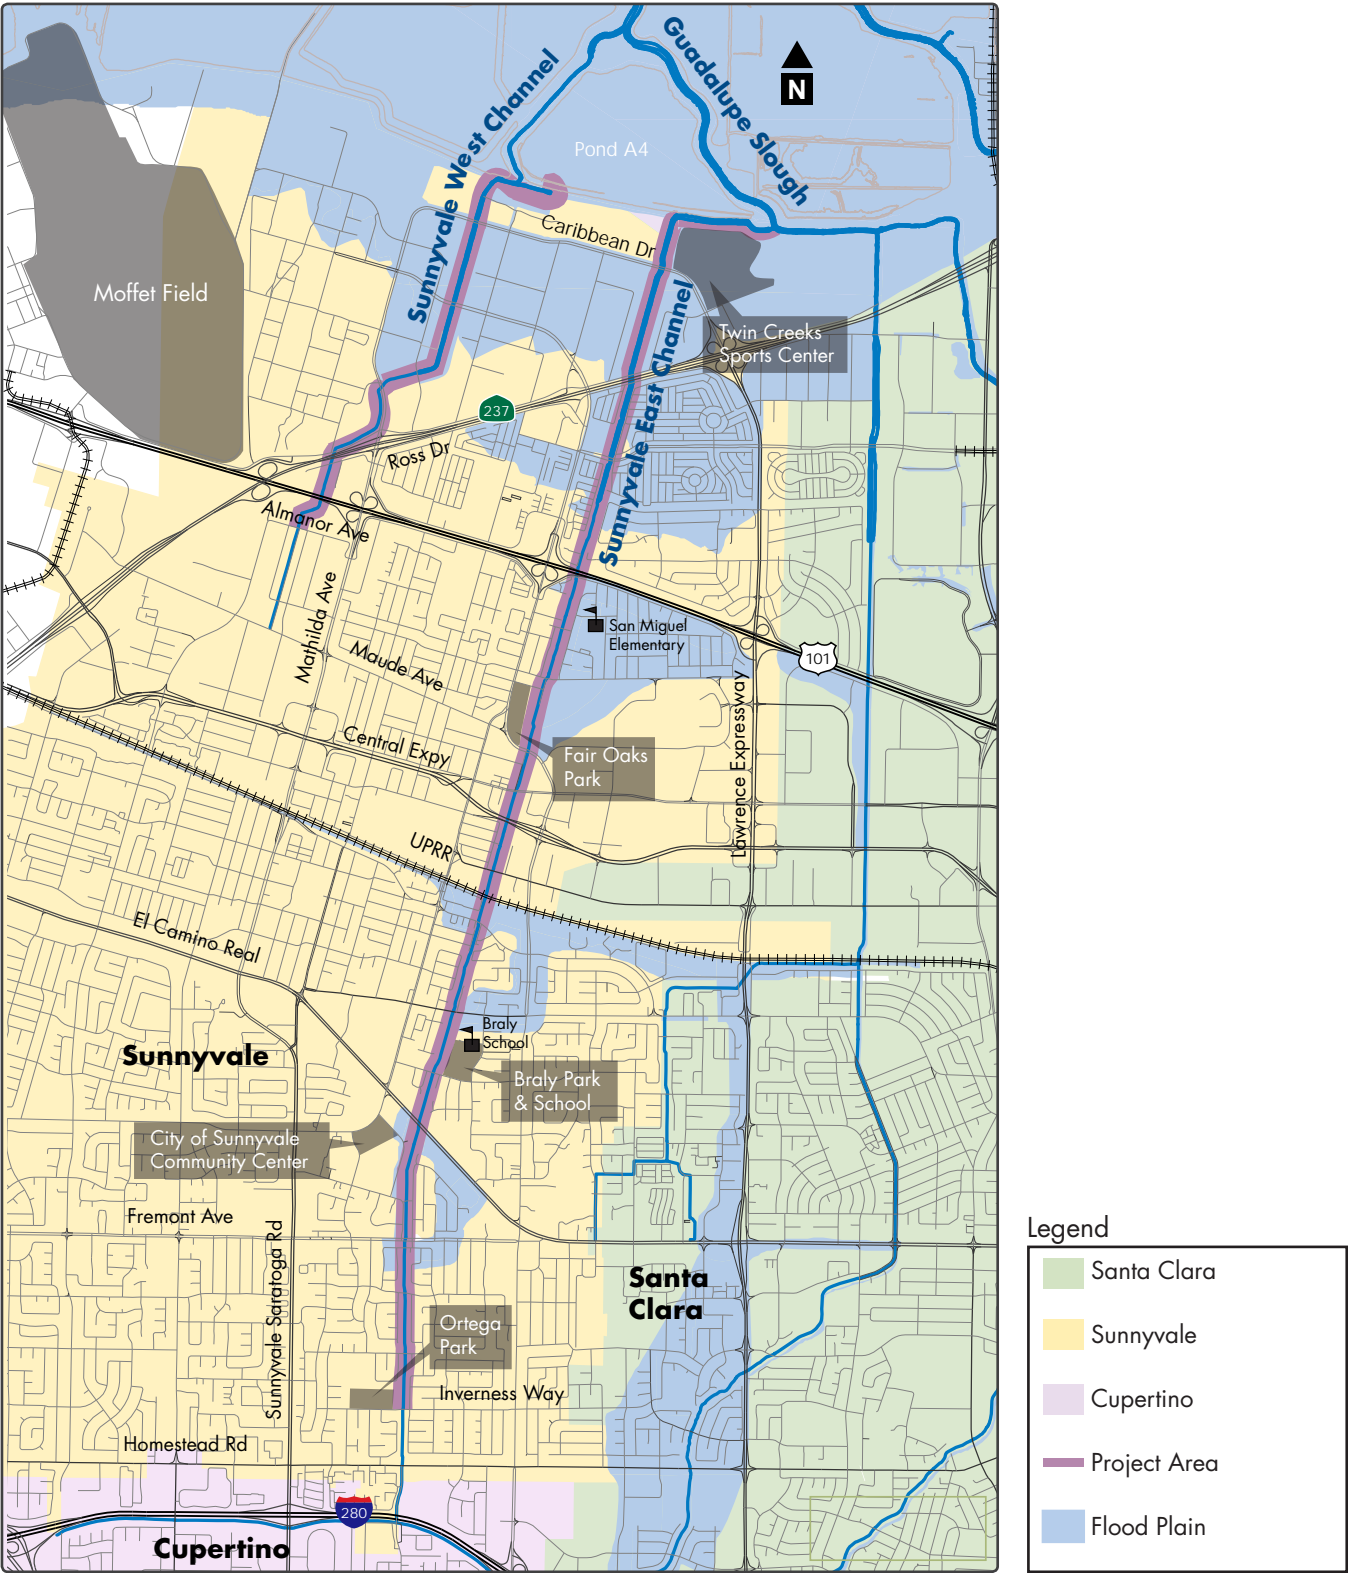 Sunnyvale West Channel
Guadalupe Slough
N
Pond A4
Caribbean Dr
Moffet Field
Sunnyvale East Channel
Twin Creeks
Sports Center
237
Ross Dr
Almanor Ave
Mathilda Ave
San Miguel
Elementary
101
Maude Ave
Lawrence Expressway
Central Expy
Fair Oaks
Park
UPRR
El Camino Real
Braly
School
Sunnyvale
Braly Park
& School
City of Sunnyvale
Community Center
Fremont Ave
Sunnyvale Saratoga Rd
Santa
Clara
Ortega
Park
Inverness Way
Homestead Rd
280
Cupertino
Legend
Santa Clara
Sunnyvale
Cupertino
Project Area
Flood Plain